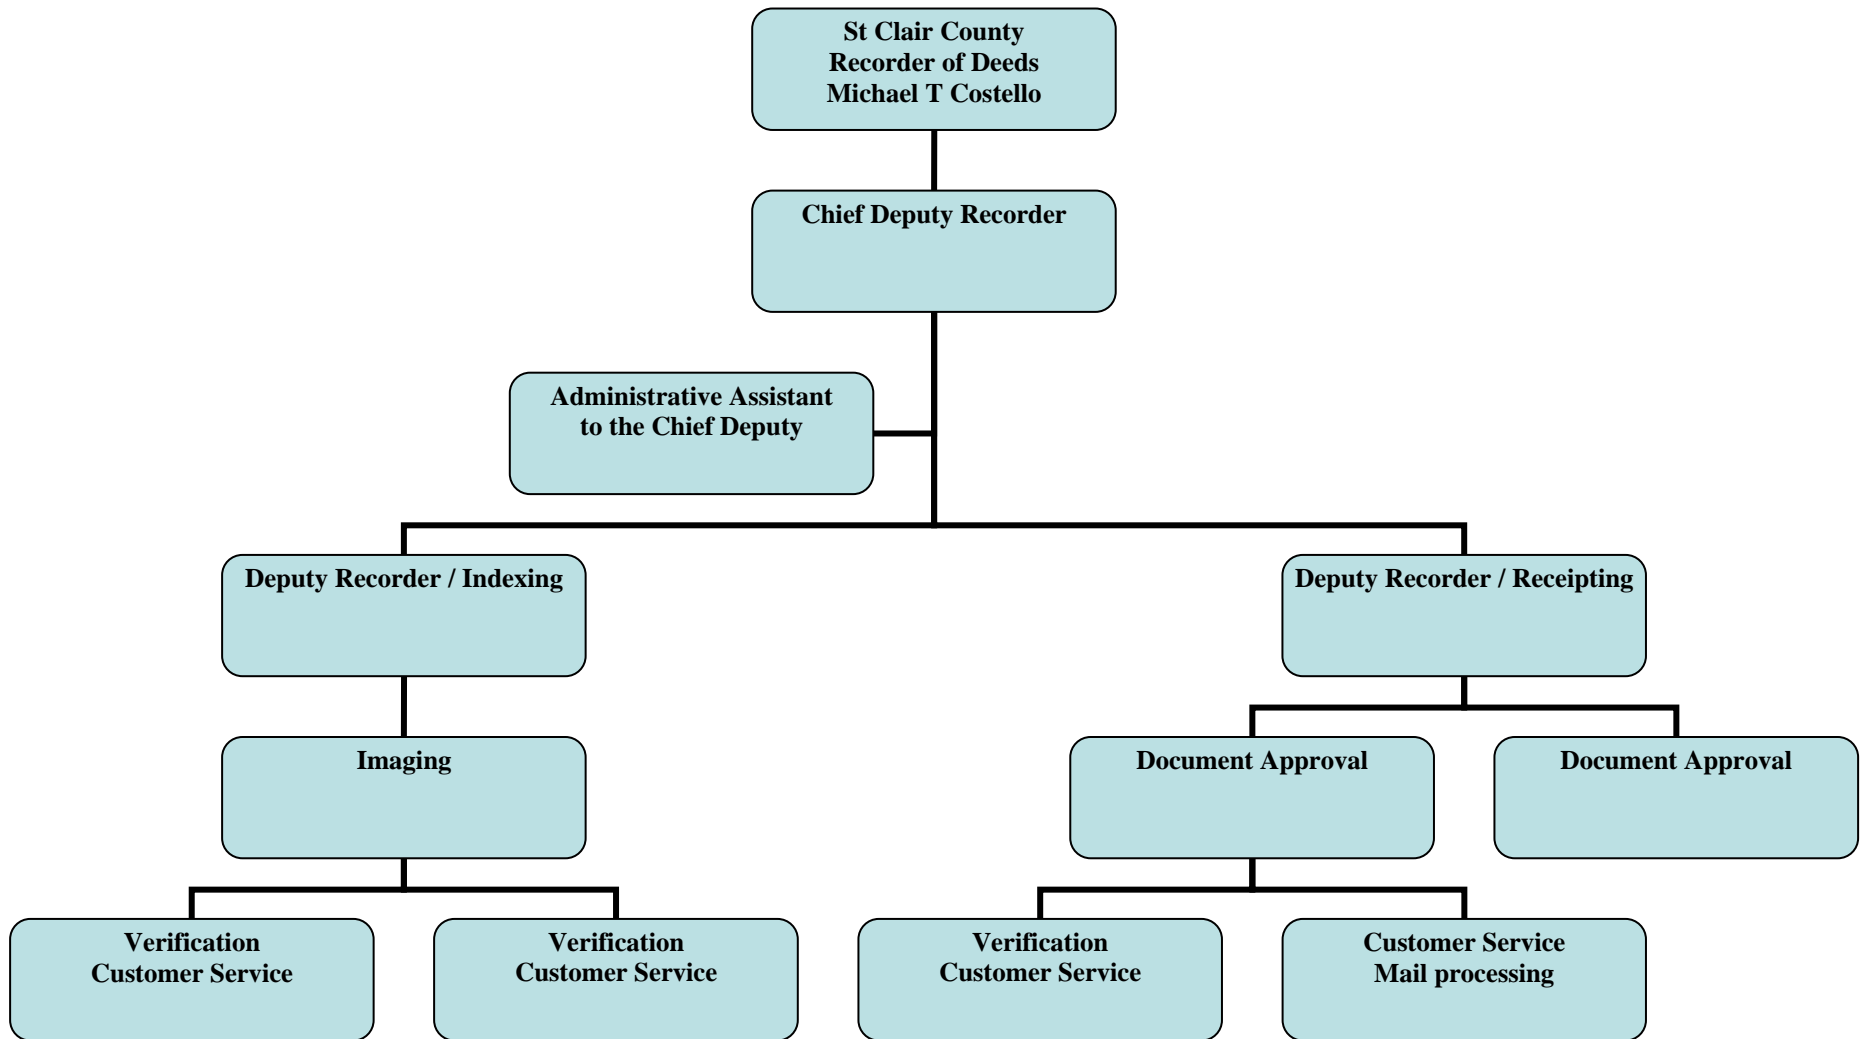 St Clair County
Recorder of Deeds
Michael T Costello
Chief Deputy Recorder
Administrative Assistant
to the Chief Deputy
Deputy Recorder / Indexing
Deputy Recorder / Receipting
Imaging
Document Approval
Document Approval
Verification
Customer Service
Verification
Customer Service
Verification
Customer Service
Customer Service
Mail processing